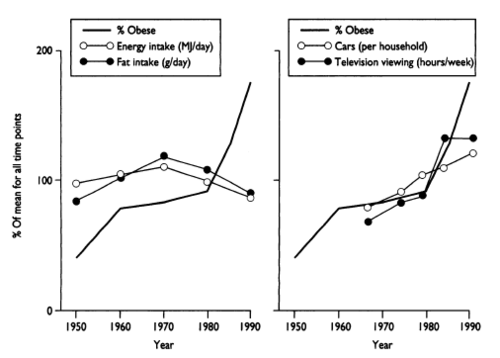 % Obese
Energy intake (MJ/day)
Fat intake (g/day)
% Obese
Cars (per household)
Television viewing (hours/week)
200
100
0
% Of mean for all time points
1950 1960 1970 1980 1990
Year
1950 1960 1970 1980 1990
Year